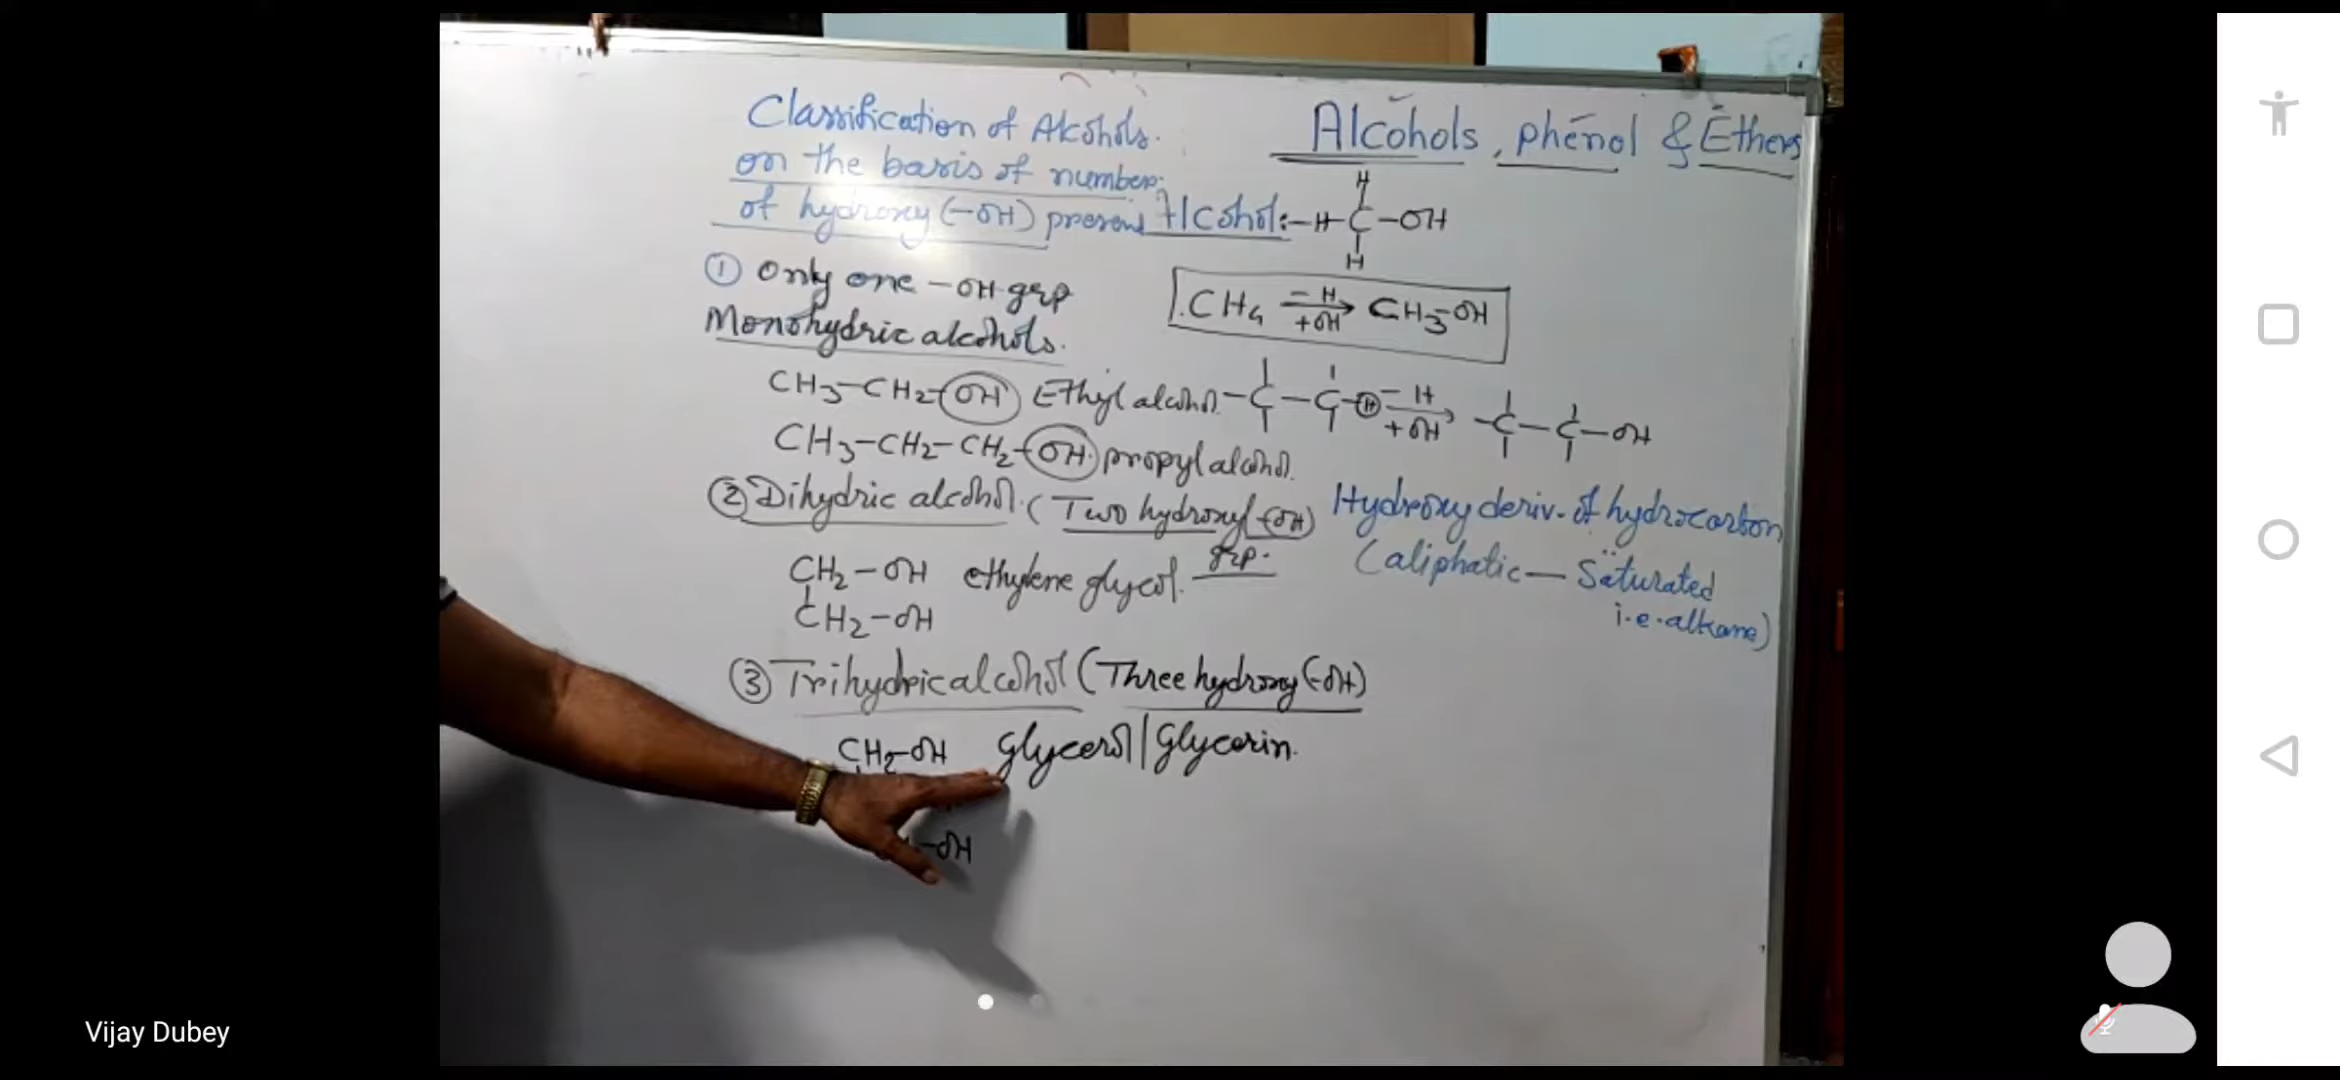 Classification of Alcohols.
on the basis of number
of hydroxy (-OH) present
① Only one -OH grp
Monohydric alcohols.
CH3-CH2-OH Ethyl alcohol
CH3-CH2-CH2-OH propyl alcohol.
② Dihydric alcohol. (Two hydroxyl (-OH)
grp.
CH2-OH ethylene glycol.
CH2-OH
③ Trihydric alcohol (Three hydroxy (-OH)
CH2-OH Glycerol | Glycerin.
-OH
Alcohols, phenol & Ethers
H
Alcohol:- H-C-OH
H
CH4 -H +OH → CH3-OH
-C-C-H -H +OH → -C-C-OH
Hydroxy deriv. of hydrocarbon
(aliphatic - Saturated
i.e. alkane)
Vijay Dubey